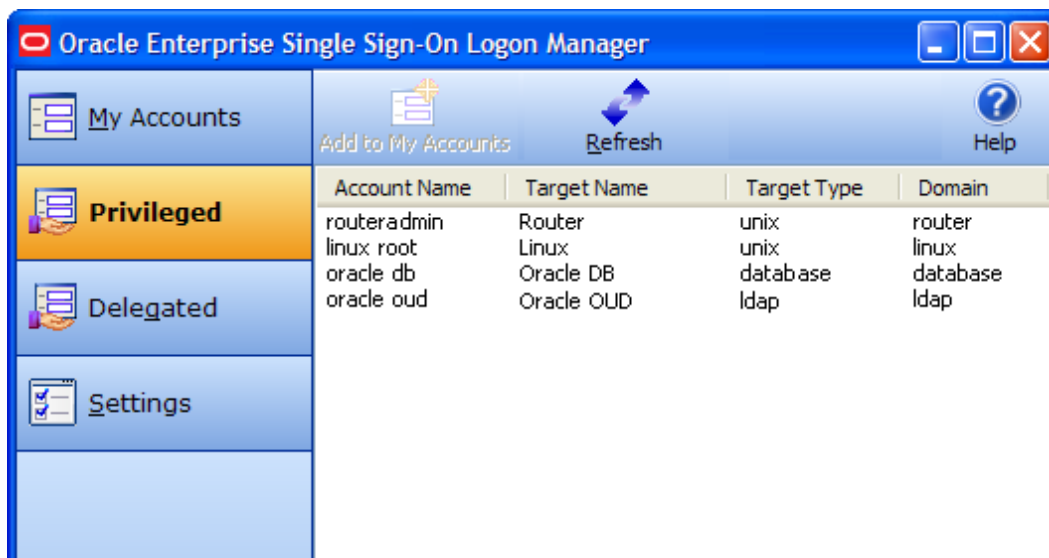 Oracle Enterprise Single Sign-On Logon Manager
My Accounts
Privileged
Delegated
Settings
Add to My Accounts Refresh Help
Account Name Target Name Target Type Domain
routeradmin Router unix router
linux root Linux unix linux
oracle db Oracle DB database database
oracle oud Oracle OUD ldap ldap